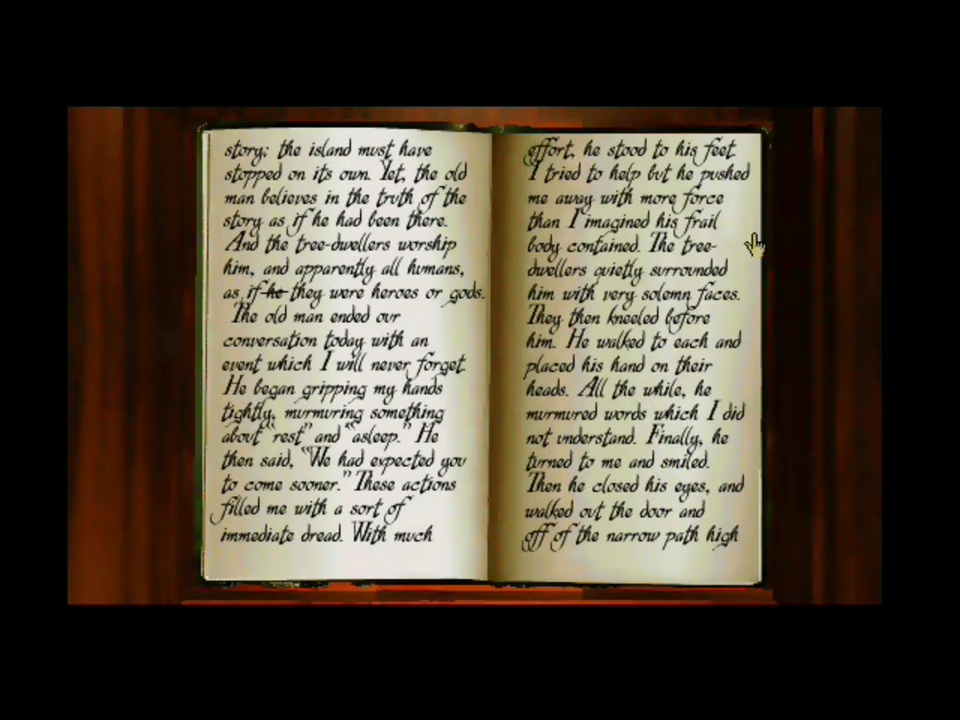 story; the island must have
stopped on its own. Yet, the old
man believes in the truth of the
story as if he had been there.
And the tree-dwellers worship
him, and apparently all humans,
as if he they were heroes or gods.
The old man ended our
conversation today with an
event which I will never forget.
He began gripping my hands
tightly, murmuring something
about "rest" and "asleep." He
then said, "We had expected you
to come sooner." These actions
filled me with a sort of
immediate dread. With much
effort, he stood to his feet.
I tried to help but he pushed
me away with more force
than I imagined his frail
body contained. The tree-
dwellers quietly surrounded
him with very solemn faces.
They then kneeled before
him. He walked to each and
placed his hand on their
heads. All the while, he
murmured words which I did
not understand. Finally, he
turned to me and smiled.
Then he closed his eyes, and
walked out the door and
off of the narrow path high